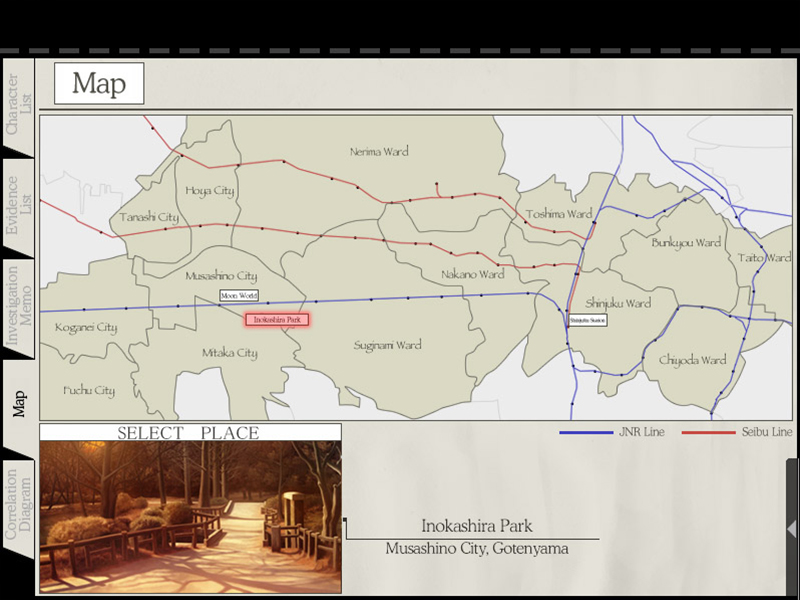 Map
Character
List
Evidence
List
Investigation
Memo
Map
Correlation
Diagram
Nerima Ward
Hoya City
Tanashi City
Toshima Ward
Bunkyou Ward
Taito Ward
Musashino City
Nakano Ward
Moon World
Shinjuku Ward
Inokashira Park
Shinjuku Station
Koganei City
Mitaka City
Suginami Ward
Chiyoda Ward
Fuchu City
SELECT PLACE
JNR Line
Seibu Line
Inokashira Park
Musashino City, Gotenyama